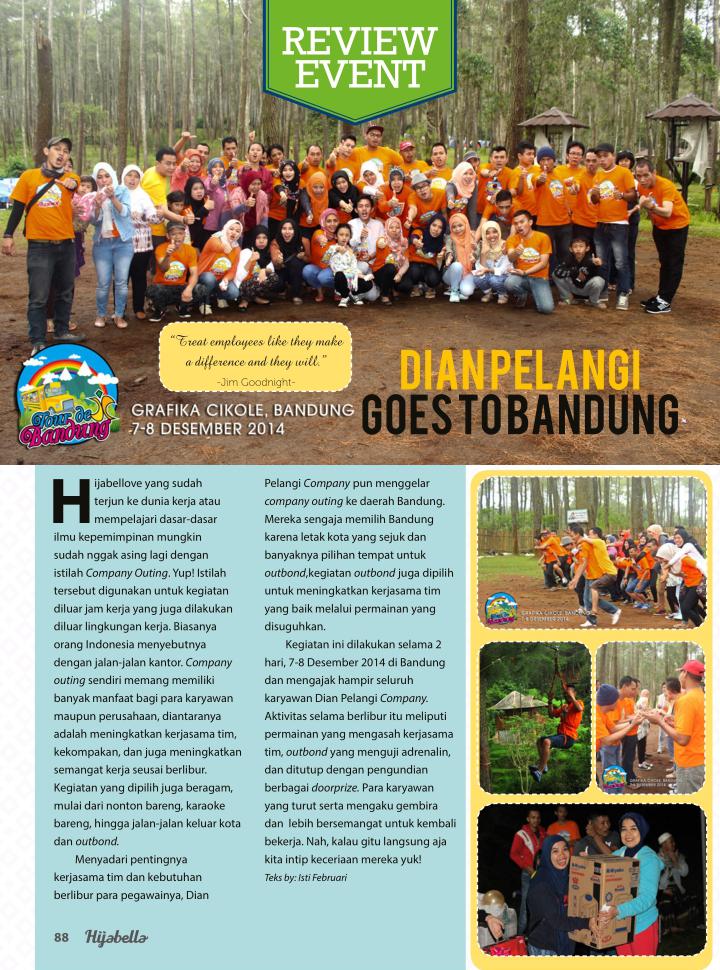 REVIEW
EVENT
“Treat employees like they make
a difference and they will.”
-Jim Goodnight-
Tour de
Bandung
GRAFIKA CIKOLE, BANDUNG
7-8 DESEMBER 2014
DIAN PELANGI
GOES TO BANDUNG
Hijabellove yang sudah
terjun ke dunia kerja atau
mempelajari dasar-dasar
ilmu kepemimpinan mungkin
sudah nggak asing lagi dengan
istilah Company Outing. Yup! Istilah
tersebut digunakan untuk kegiatan
diluar jam kerja yang juga dilakukan
diluar lingkungan kerja. Biasanya
orang Indonesia menyebutnya
dengan jalan-jalan kantor. Company
outing sendiri memang memiliki
banyak manfaat bagi para karyawan
maupun perusahaan, diantaranya
adalah meningkatkan kerjasama tim,
kekompakan, dan juga meningkatkan
semangat kerja seusai berlibur.
Kegiatan yang dipilih juga beragam,
mulai dari nonton bareng, karaoke
bareng, hingga jalan-jalan keluar kota
dan outbond.
Menyadari pentingnya
kerjasama tim dan kebutuhan
berlibur para pegawainya, Dian
Pelangi Company pun menggelar
company outing ke daerah Bandung.
Mereka sengaja memilih Bandung
karena letak kota yang sejuk dan
banyaknya pilihan tempat untuk
outbond,kegiatan outbond juga dipilih
untuk meningkatkan kerjasama tim
yang baik melalui permainan yang
disuguhkan.
Kegiatan ini dilakukan selama 2
hari, 7-8 Desember 2014 di Bandung
dan mengajak hampir seluruh
karyawan Dian Pelangi Company.
Aktivitas selama berlibur itu meliputi
permainan yang mengasah kerjasama
tim, outbond yang menguji adrenalin,
dan ditutup dengan pengundian
berbagai doorprize. Para karyawan
yang turut serta mengaku gembira
dan lebih bersemangat untuk kembali
bekerja. Nah, kalau gitu langsung aja
kita intip keceriaan mereka yuk!
Teks by: Isti Februari
GRAFIKA CIKOLE, BANDUNG
7-8 DESEMBER 2014
GRAFIKA CIKOLE, BANDUNG
7-8 DESEMBER 2014
Miyako
88 Hijabella